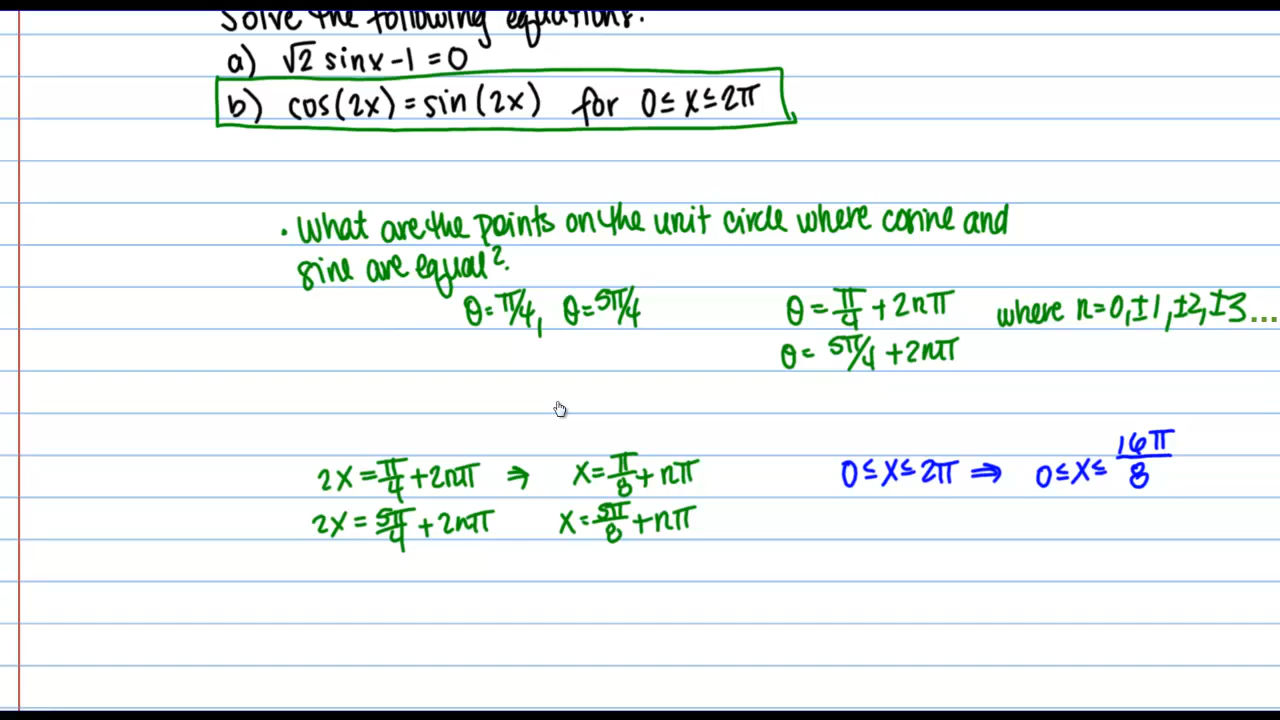 Solve the following equations.
a) √2 sinx - 1 = 0
b) cos(2x) = sin(2x) for 0 ≤ x ≤ 2π
• What are the points on the unit circle where cosine and
sine are equal?
θ = π/4, θ = 5π/4 θ = π/4 + 2nπ where n = 0, ±1, ±2, ±3...
θ = 5π/4 + 2nπ
2x = π/4 + 2nπ ⇒ x = π/8 + nπ 0 ≤ x ≤ 2π ⇒ 0 ≤ x ≤ 16π/8
2x = 5π/4 + 2nπ x = 5π/8 + nπ